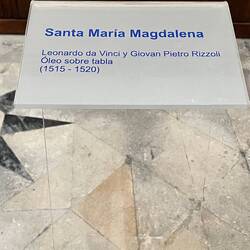 Santa María Magdalena
Leonardo da Vinci y Giovan Pietro Rizzoli
Óleo sobre tabla
(1515 - 1520)